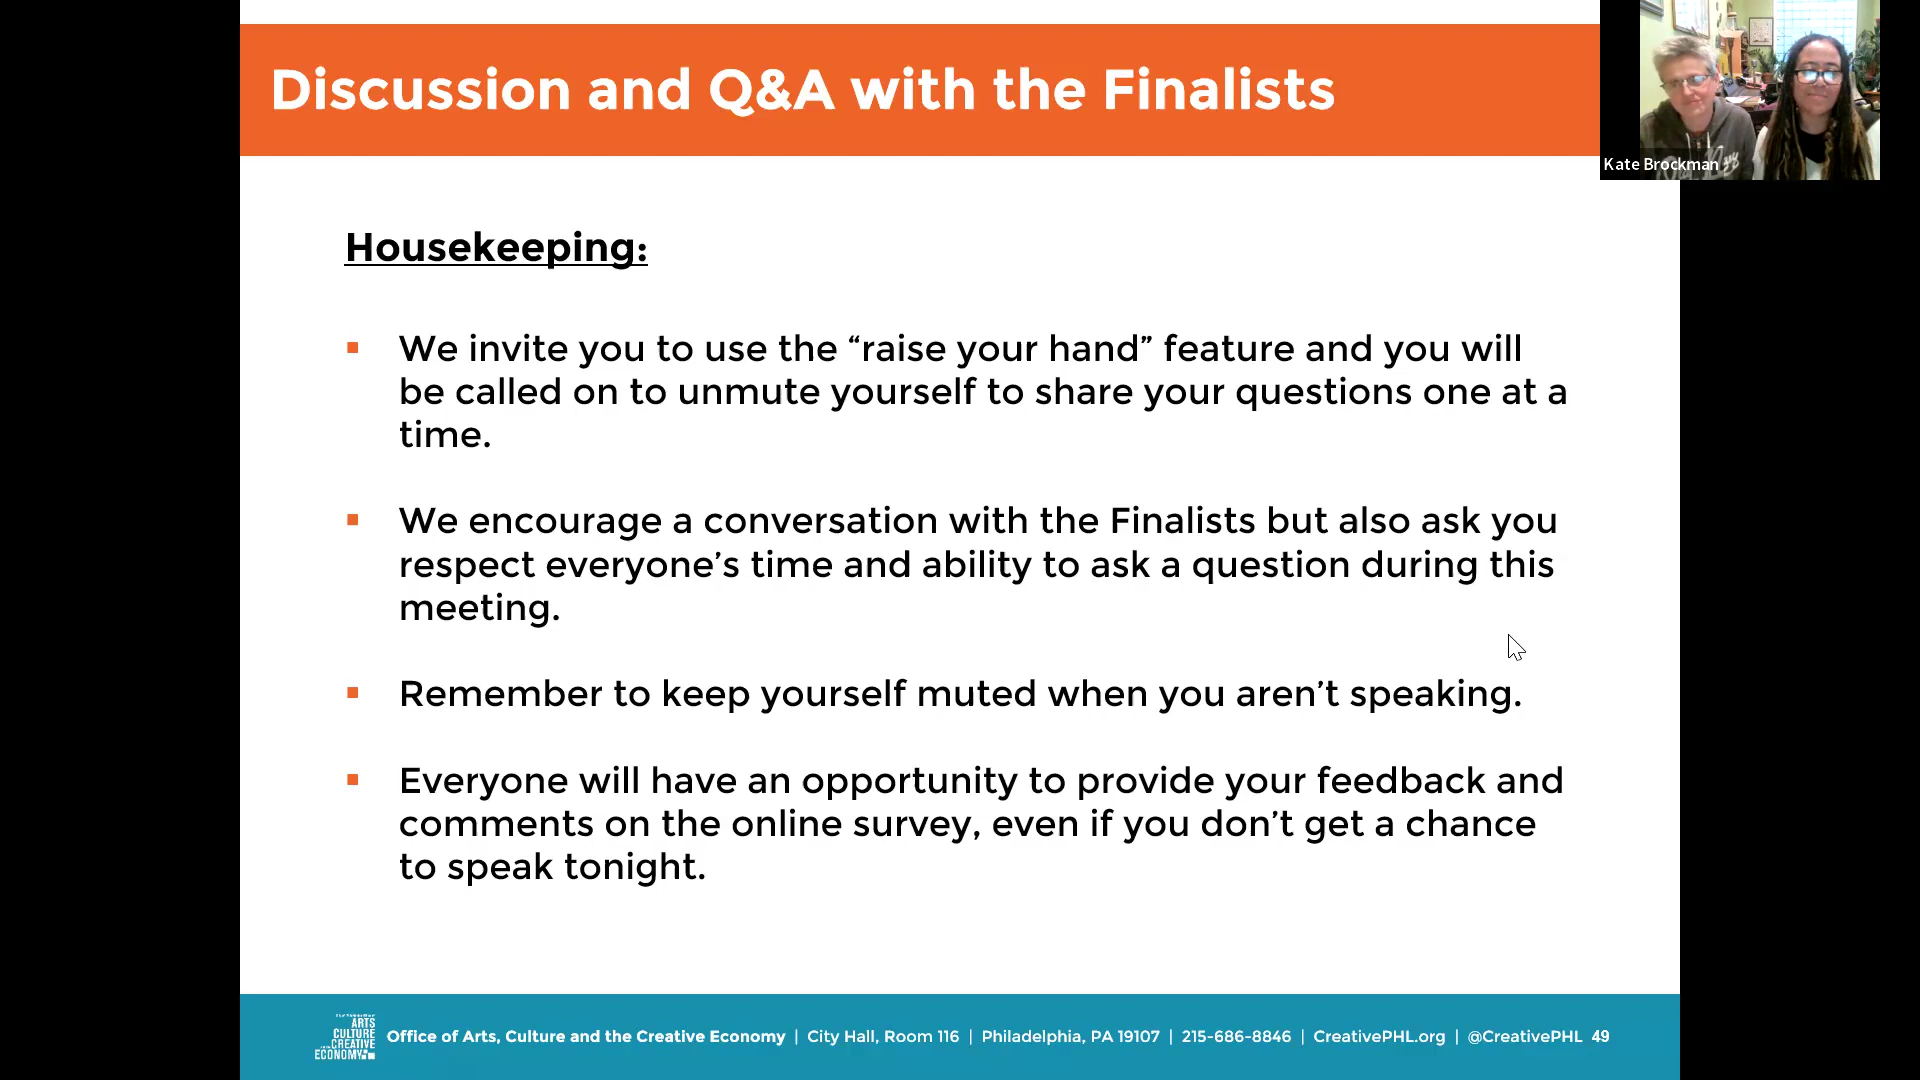 Discussion and Q&A with the Finalists
Kate Brockman
Housekeeping:
▪ We invite you to use the “raise your hand” feature and you will
be called on to unmute yourself to share your questions one at a
time.
▪ We encourage a conversation with the Finalists but also ask you
respect everyone’s time and ability to ask a question during this
meeting.
▪ Remember to keep yourself muted when you aren’t speaking.
▪ Everyone will have an opportunity to provide your feedback and
comments on the online survey, even if you don’t get a chance
to speak tonight.
ARTS
CULTURE
CREATIVE
ECONOMY
Office of Arts, Culture and the Creative Economy | City Hall, Room 116 | Philadelphia, PA 19107 | 215-686-8846 | CreativePHL.org | @CreativePHL 49